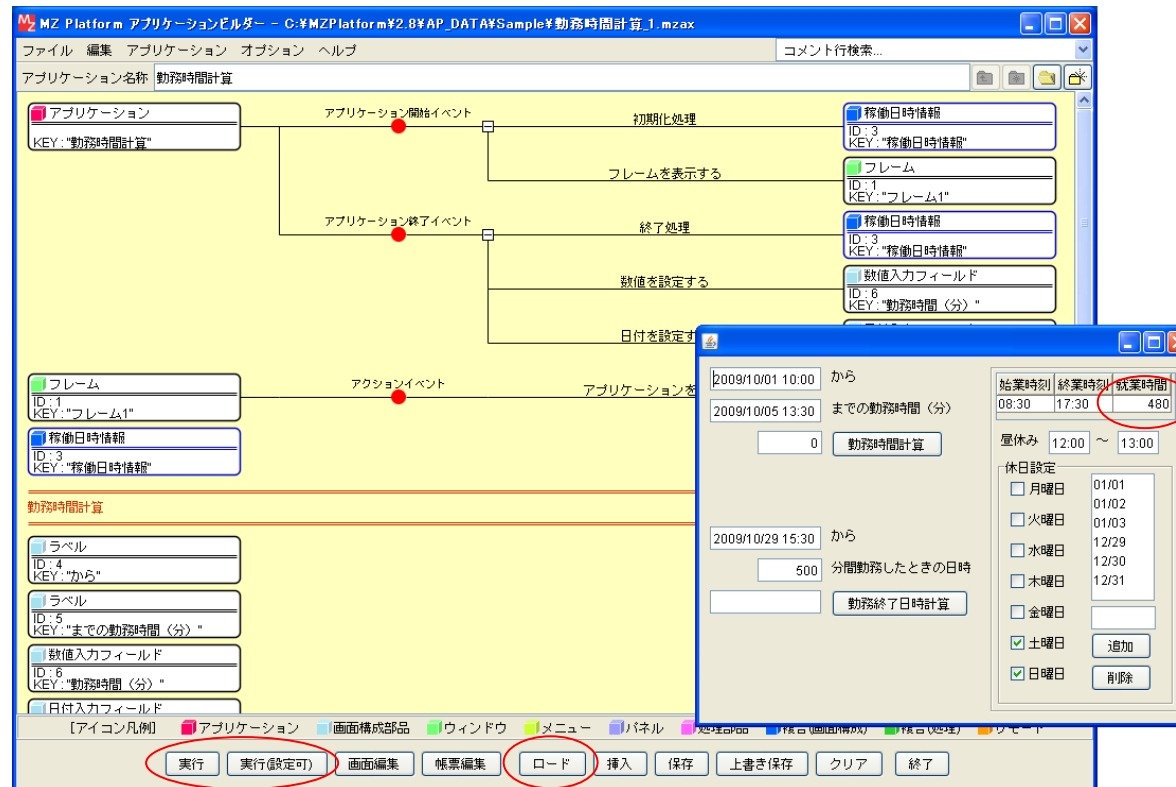 MZ Platform アプリケーションビルダー - C:¥MZPlatform¥2.8¥AP_DATA¥Sample¥勤務時間計算_1.mzax
ファイル 編集 アプリケーション オプション ヘルプ コメント行検索...
アプリケーション名称 勤務時間計算
アプリケーション
KEY:"勤務時間計算"
アプリケーション開始イベント
初期化処理
稼働日時情報
ID:3
KEY:"稼働日時情報"
フレームを表示する
フレーム
ID:1
KEY:"フレーム1"
アプリケーション終了イベント
終了処理
稼働日時情報
ID:3
KEY:"稼働日時情報"
数値を設定する
数値入力フィールド
ID:6
KEY:"勤務時間（分）"
日付を設定す
フレーム
ID:1
KEY:"フレーム1"
アクションイベント
アプリケーションを
稼働日時情報
ID:3
KEY:"稼働日時情報"
勤務時間計算
ラベル
ID:4
KEY:"から"
ラベル
ID:5
KEY:"までの勤務時間（分）"
数値入力フィールド
ID:6
KEY:"勤務時間（分）"
日付入力フィールド
2009/10/01 10:00 から
2009/10/05 13:30 までの勤務時間（分）
0 勤務時間計算
2009/10/29 15:30 から
500 分間勤務したときの日時
勤務終了日時計算
始業時刻 終業時刻 就業時間
08:30 17:30 480
昼休み 12:00 ～ 13:00
休日設定
月曜日
火曜日
水曜日
木曜日
金曜日
土曜日
日曜日
01/01
01/02
01/03
12/29
12/30
12/31
追加
削除
[アイコン凡例] アプリケーション 画面構成部品 ウィンドウ メニュー パネル 処理部品 複合(画面構成) 複合(処理) リモート
実行 実行(設定可) 画面編集 帳票編集 ロード 挿入 保存 上書き保存 クリア 終了